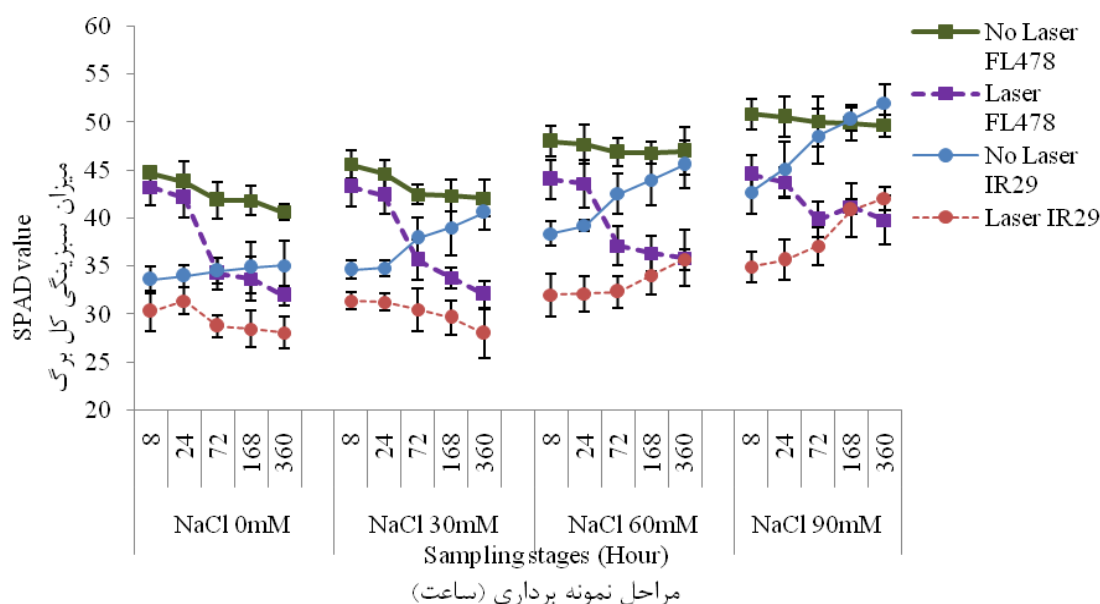 60
55
50
45
40
35
30
25
20
SPAD value
میزان سبزینگی کل برگ
No Laser
FL478
Laser
FL478
No Laser
IR29
Laser IR29
8 24 72 168 360 8 24 72 168 360 8 24 72 168 360 8 24 72 168 360
NaCl 0mM NaCl 30mM NaCl 60mM NaCl 90mM
Sampling stages (Hour)
مراحل نمونه برداری (ساعت)